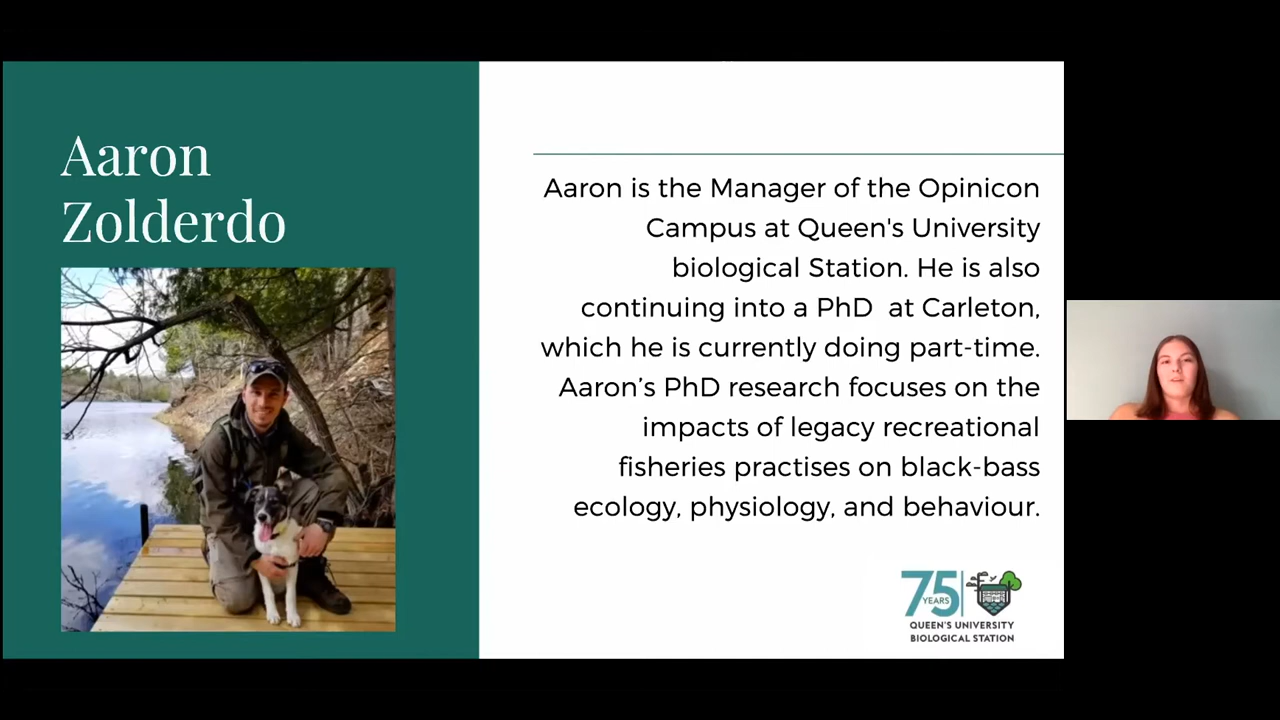 Aaron
Zolderdo
Aaron is the Manager of the Opinicon
Campus at Queen's University
biological Station. He is also
continuing into a PhD  at Carleton,
which he is currently doing part-time.
Aaron’s PhD research focuses on the
impacts of legacy recreational
fisheries practises on black-bass
ecology, physiology, and behaviour.
75
YEARS
QUEEN'S UNIVERSITY
BIOLOGICAL STATION